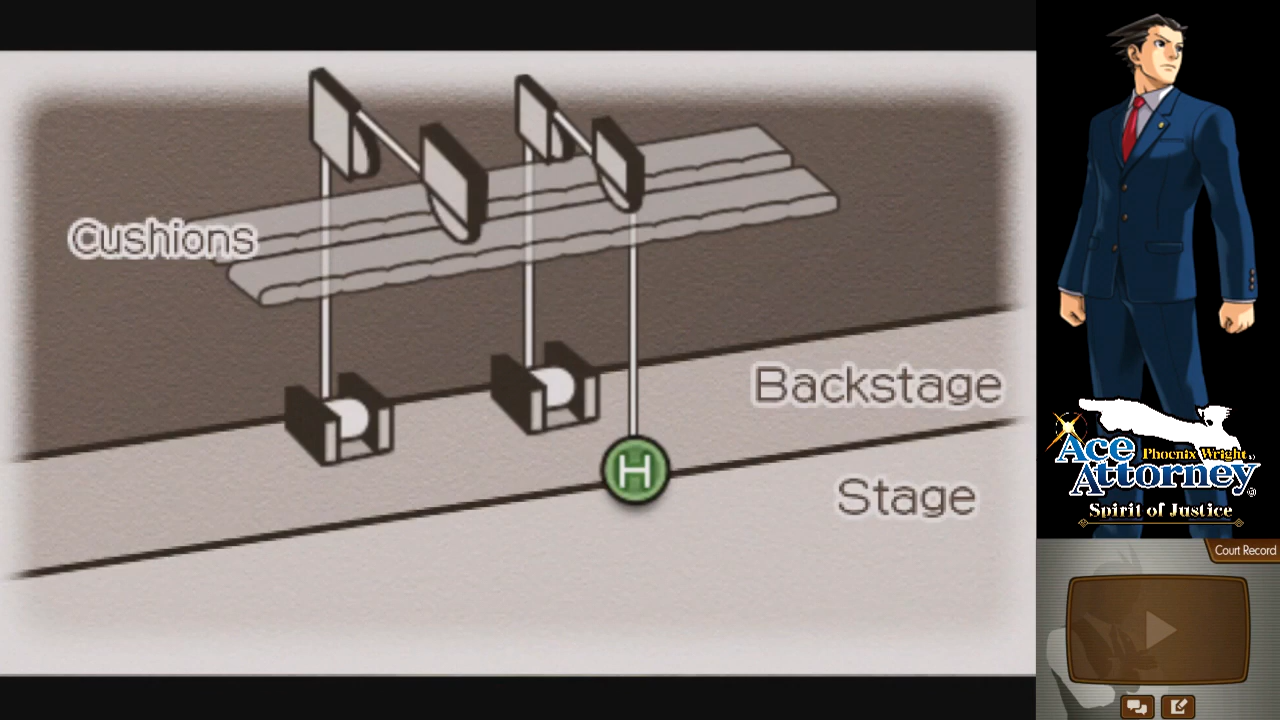 Cushions
Backstage
H
Stage
Phoenix Wright
Ace
Attorney
Spirit of Justice
Court Record